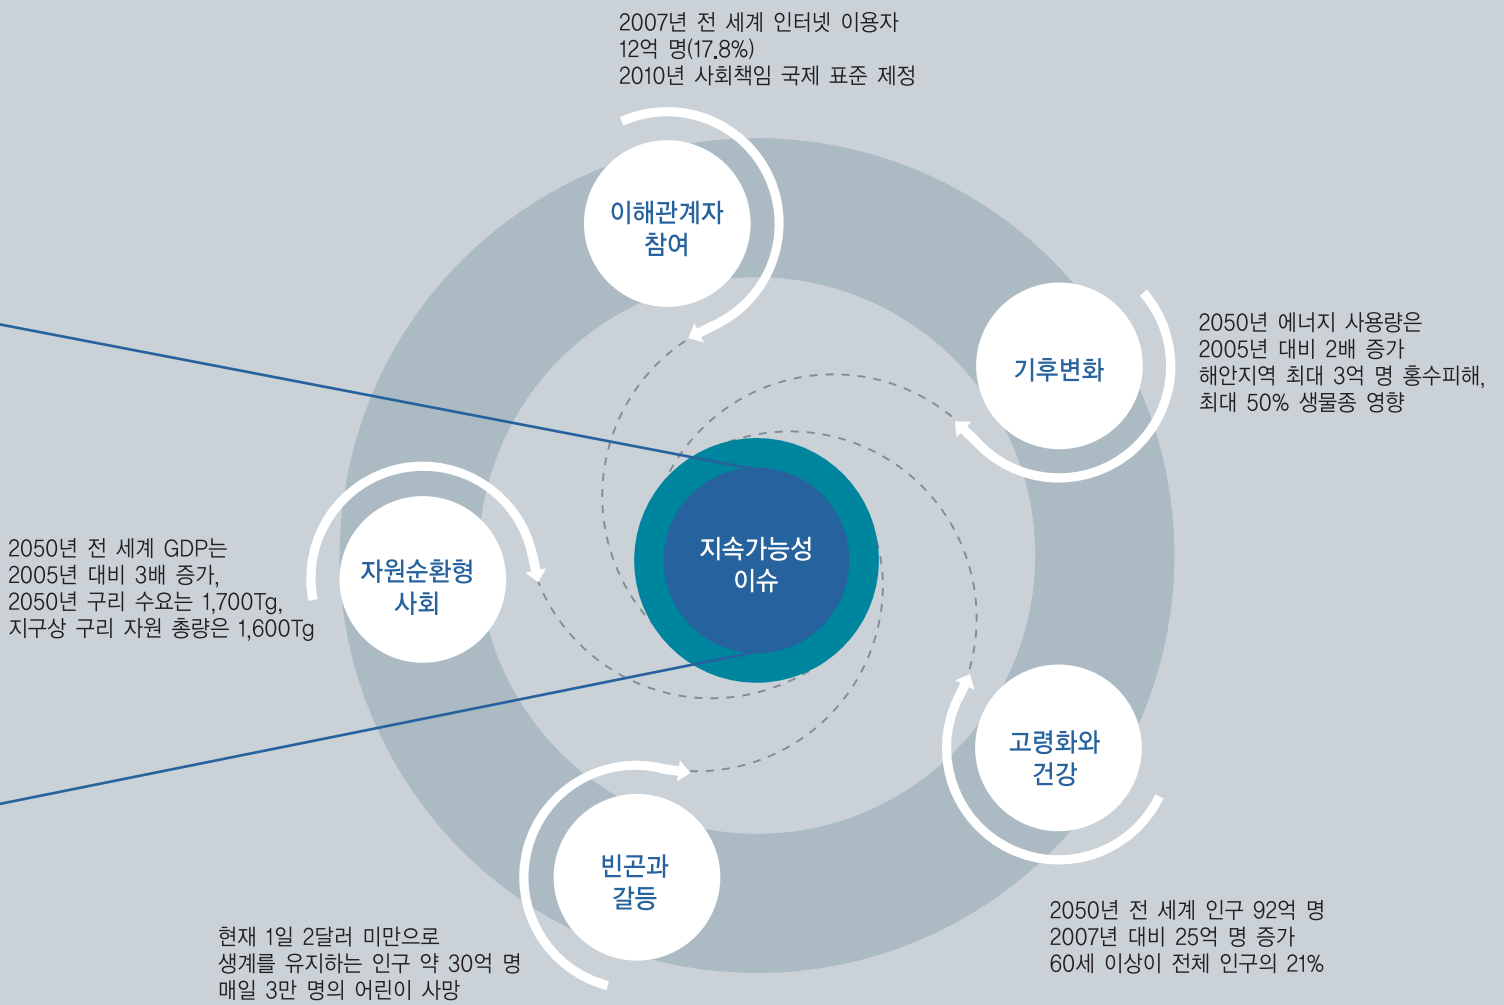 2007년 전 세계 인터넷 이용자
12억 명(17.8%)
2010년 사회책임 국제 표준 제정
이해관계자
참여
기후변화
2050년 에너지 사용량은
2005년 대비 2배 증가
해안지역 최대 3억 명 홍수피해,
최대 50% 생물종 영향
지속가능성
이슈
2050년 전 세계 GDP는
2005년 대비 3배 증가,
2050년 구리 수요는 1,700Tg,
지구상 구리 자원 총량은 1,600Tg
자원순환형
사회
고령화와
건강
2050년 전 세계 인구 92억 명
2007년 대비 25억 명 증가
60세 이상이 전체 인구의 21%
빈곤과
갈등
현재 1일 2달러 미만으로
생계를 유지하는 인구 약 30억 명
매일 3만 명의 어린이 사망